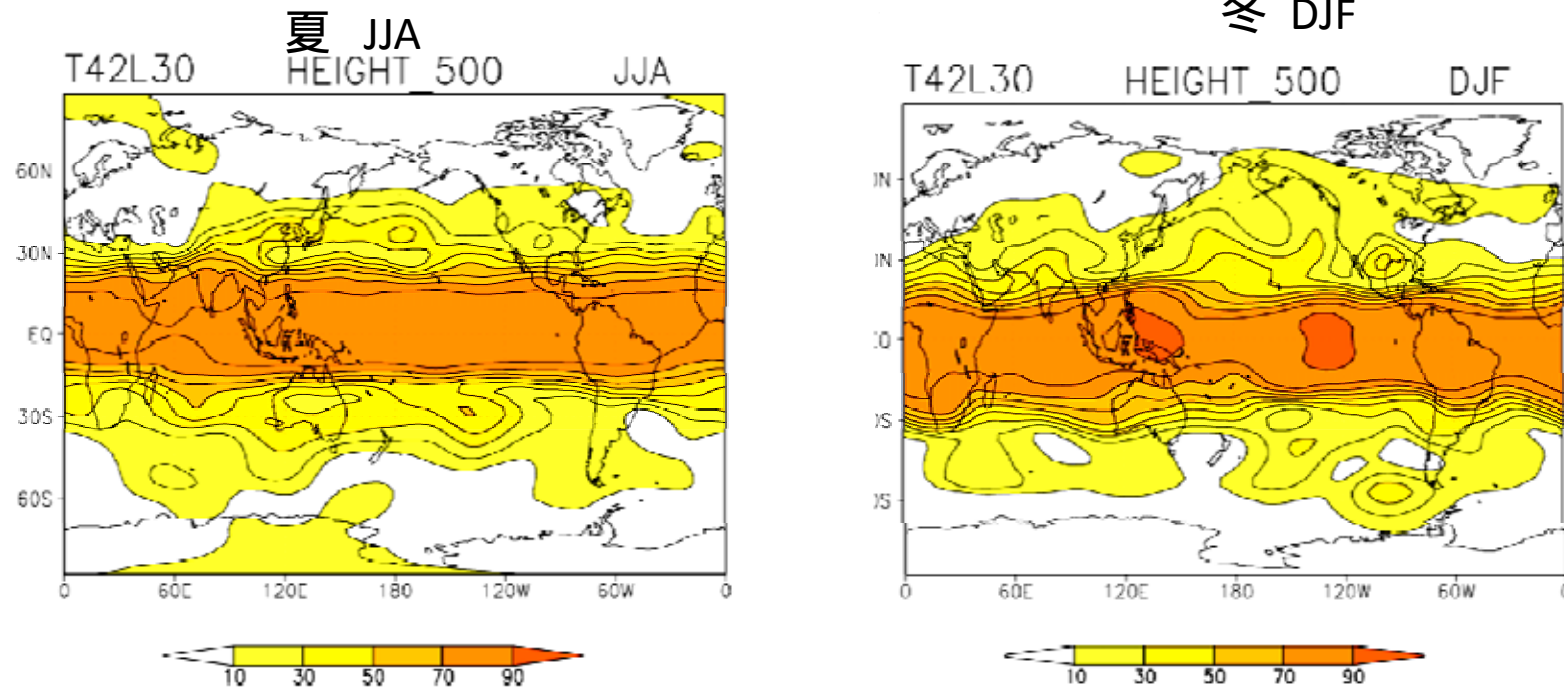 夏 JJA
T42L30 HEIGHT_500 JJA
60N
30N
EQ
30S
60S
0 60E 120E 180 120W 60W 0
10 30 50 70 90
冬 DJF
T42L30 HEIGHT_500 DJF
0 60E 120E 180 120W 60W
10 30 50 70 90